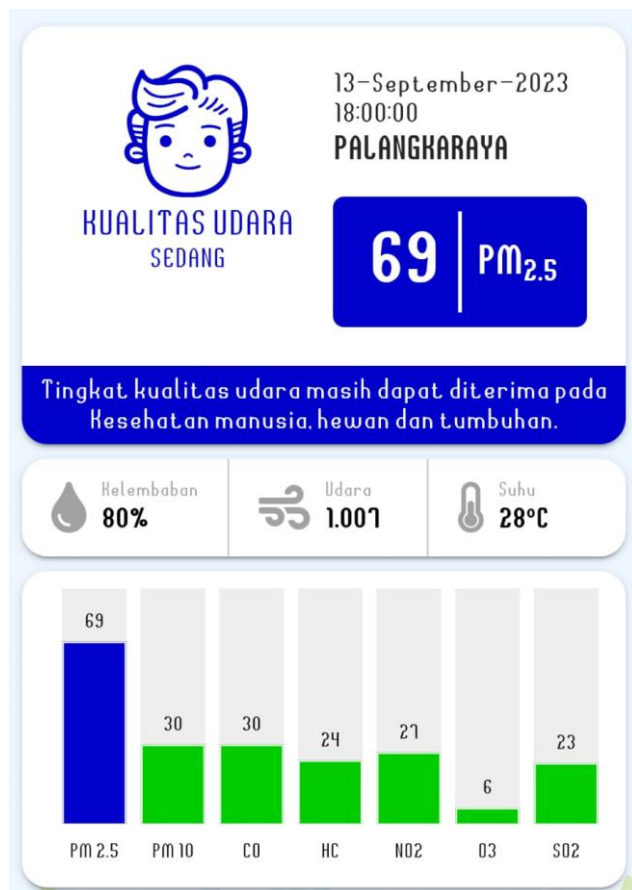 13-September-2023
18:00:00
PALANGKARAYA
KUALITAS UDARA
SEDANG
69 PM2.5
Tingkat kualitas udara masih dapat diterima pada
Kesehatan manusia, hewan dan tumbuhan.
Kelembaban
80%
Udara
1.007
Suhu
28°C
69
30
30
24
27
6
23
PM 2.5 PM 10 CO HC NO2 O3 SO2